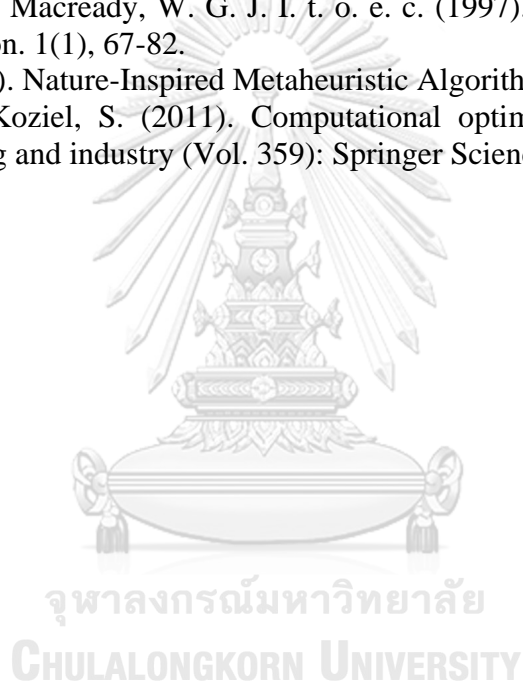 Macready, W. G. J. I. t. o. e. c. (1997).
on. 1(1), 67-82.
). Nature-Inspired Metaheuristic Algorith
Koziel, S. (2011). Computational optim
g and industry (Vol. 359): Springer Scienc
จุฬาลงกรณ์มหาวิทยาลัย
CHULALONGKORN UNIVERSITY